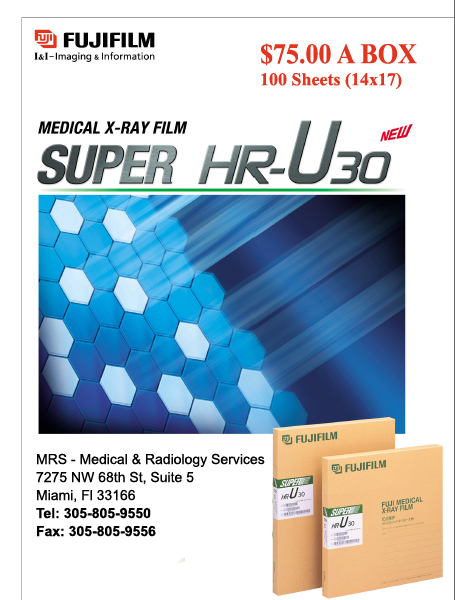 FUJIFILM
I&I-Imaging & Information
$75.00 A BOX
100 Sheets (14x17)
MEDICAL X-RAY FILM
NEW
SUPER HR-U30
MRS - Medical & Radiology Services
7275 NW 68th St, Suite 5
Miami, Fl 33166
Tel: 305-805-9550
Fax: 305-805-9556
FUJIFILM
SUPER
HR-U30
FUJIFILM
SUPER
HR-U30
FUJI MEDICAL
X-RAY FILM